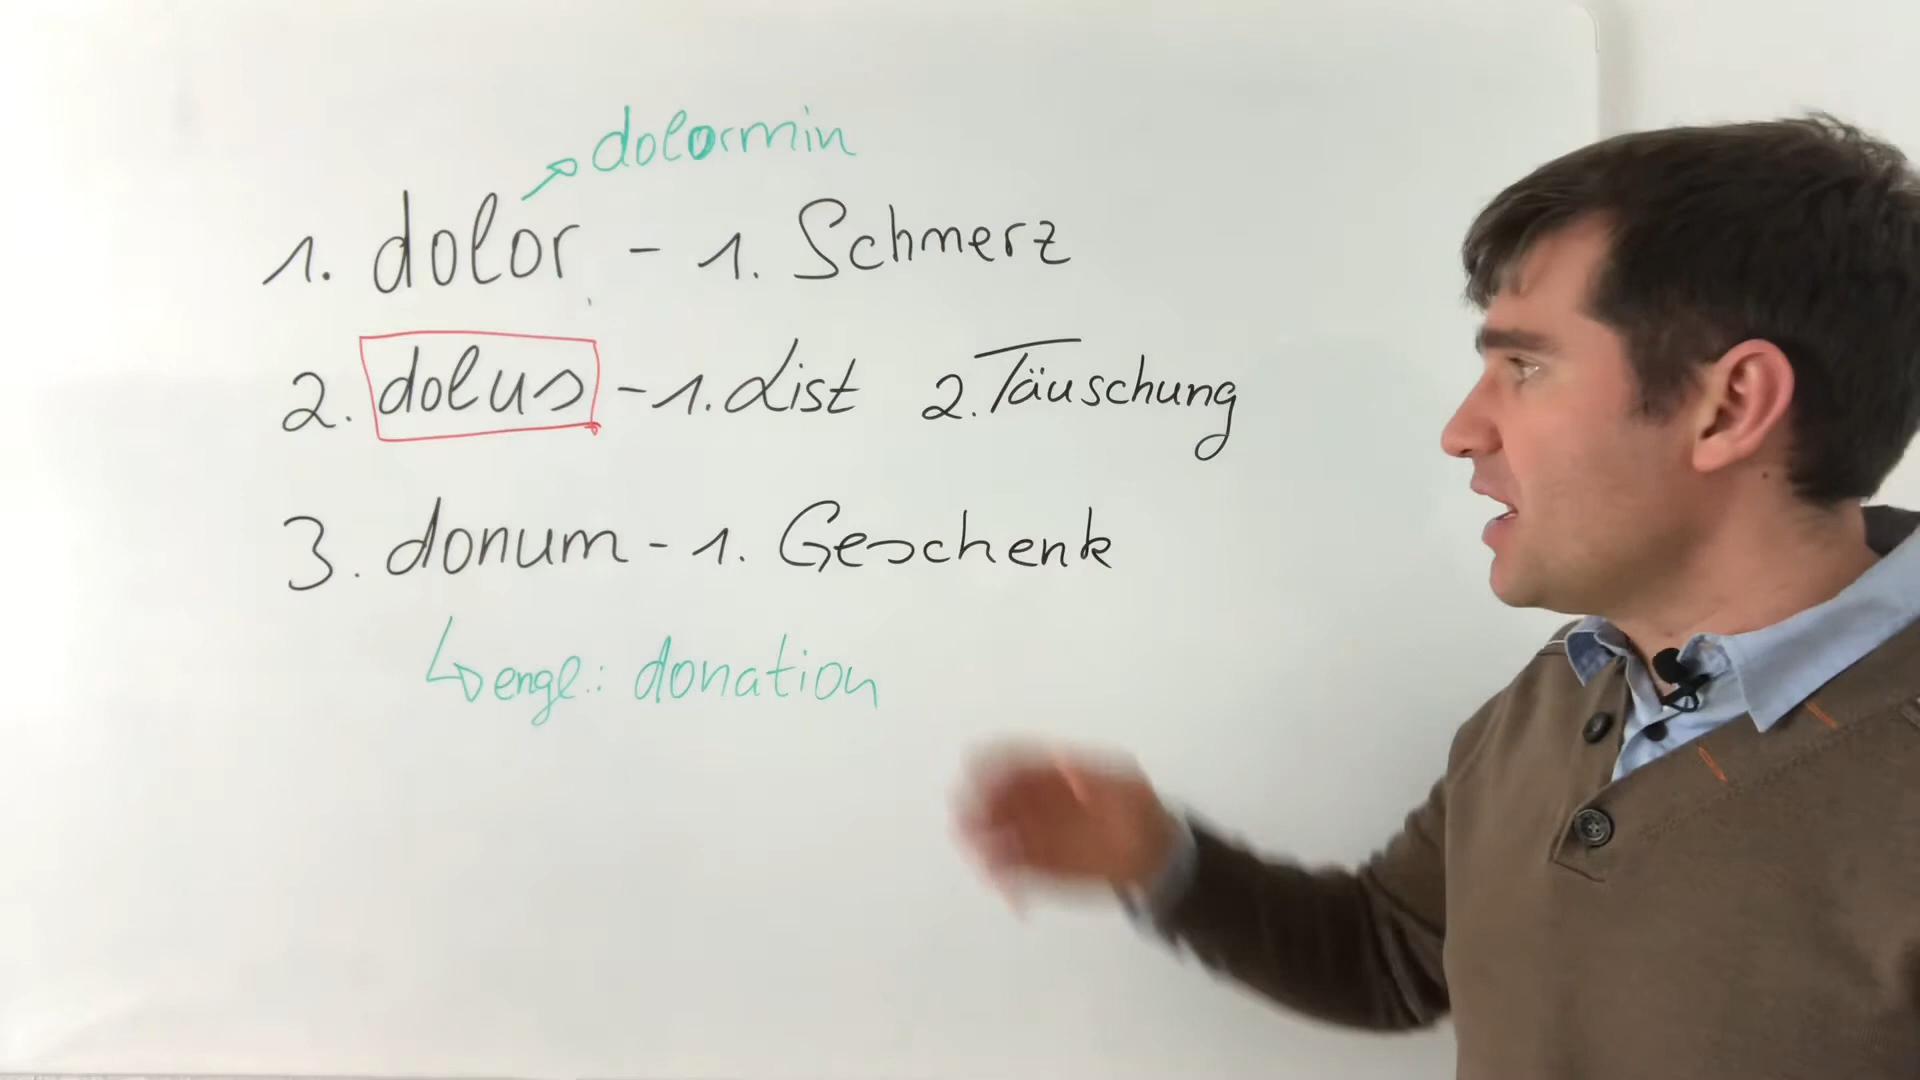 dolormin
1. dolor - 1. Schmerz
2. dolus - 1. List 2. Täuschung
3. donum - 1. Geschenk
engl.: donation